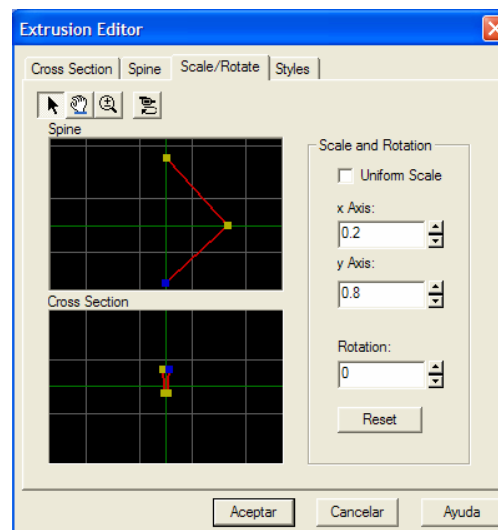 Extrusion Editor
Cross Section Spine Scale/Rotate Styles
Spine
Cross Section
Scale and Rotation
Uniform Scale
x Axis:
0.2
y Axis:
0.8
Rotation:
0
Reset
Aceptar Cancelar Ayuda